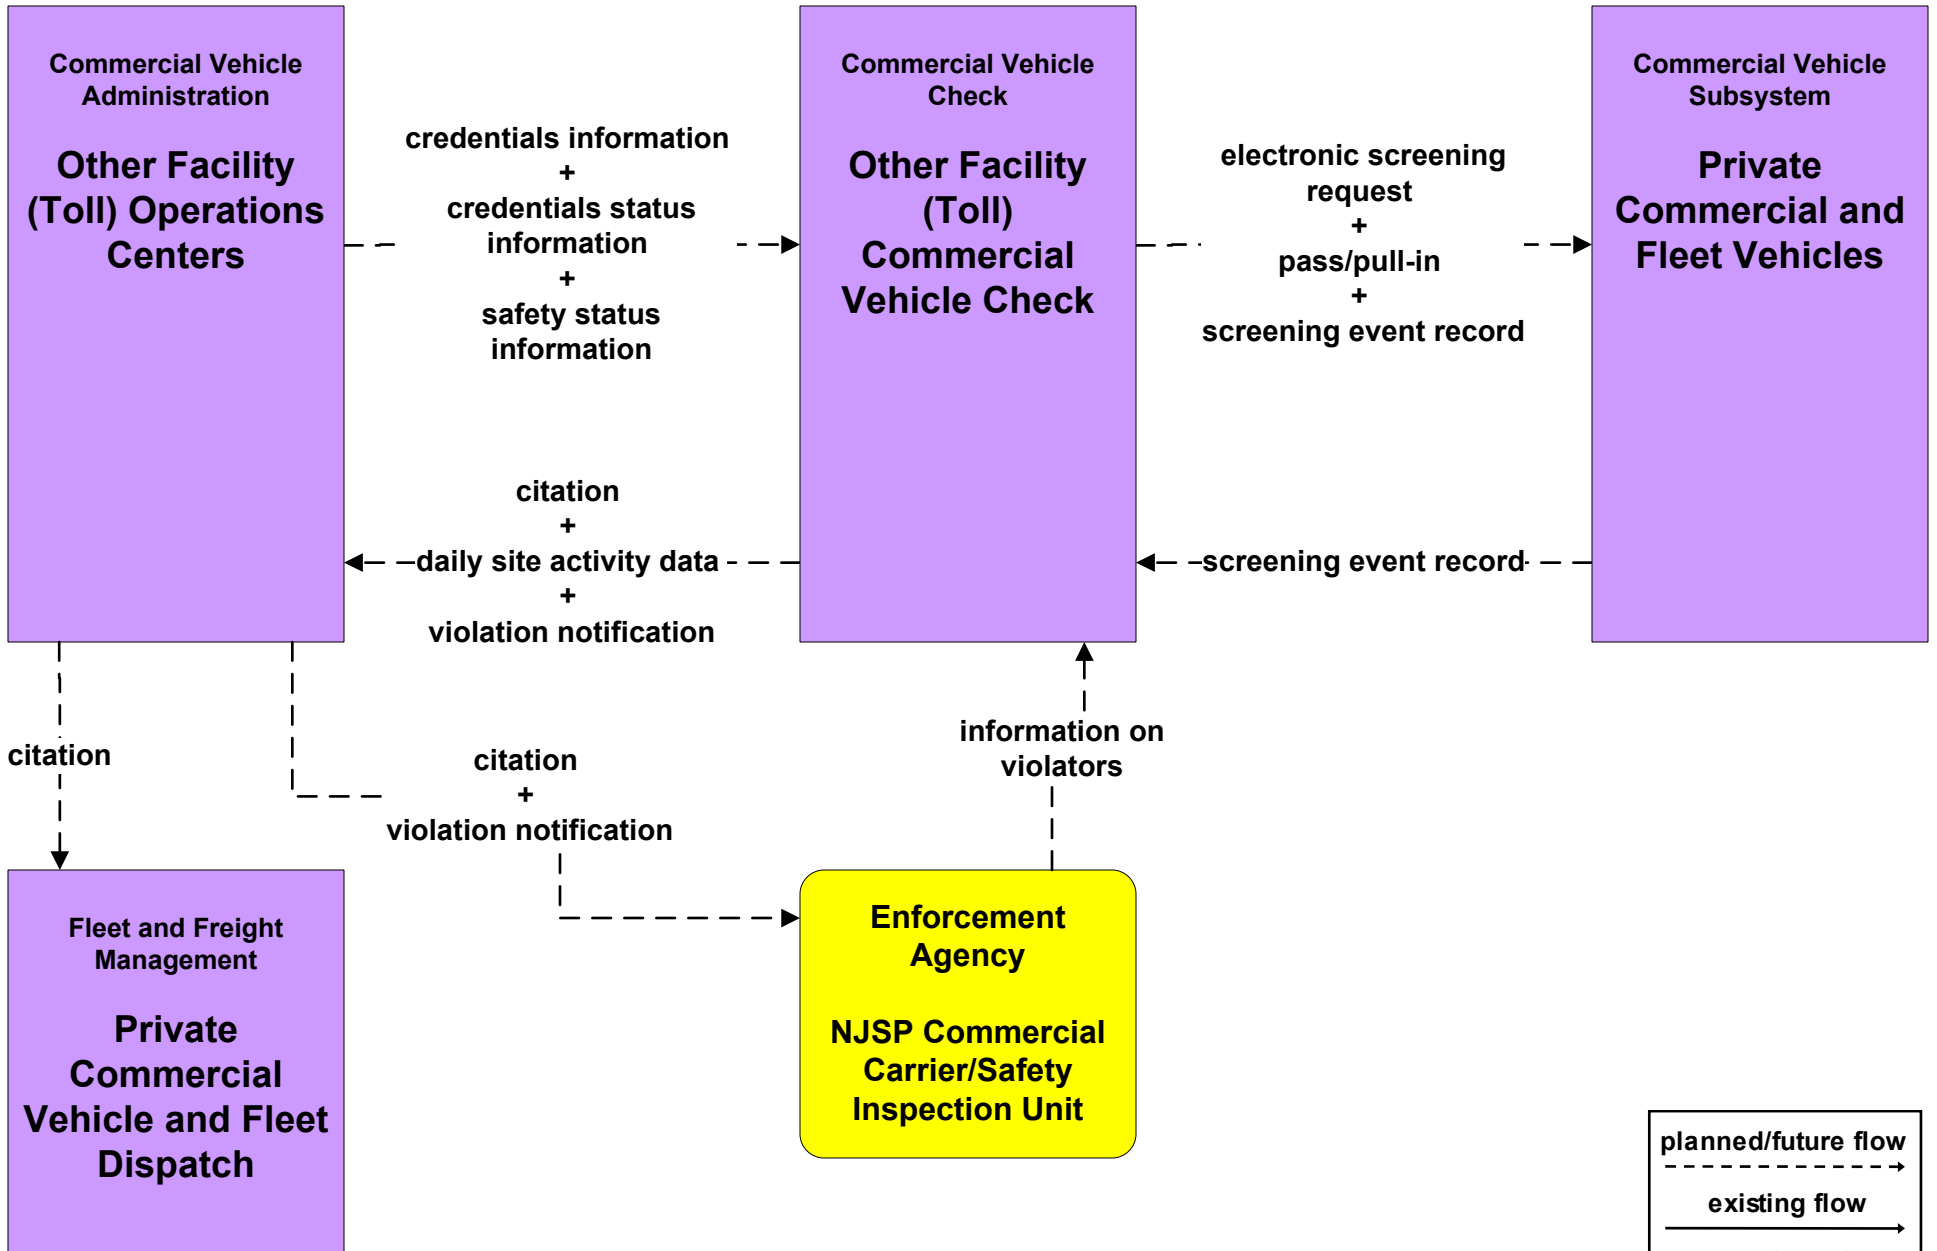 Commercial Vehicle
Administration
Other Facility
(Toll) Operations
Centers
credentials information
+
credentials status
information
+
safety status
information
Commercial Vehicle
Check
Other Facility
(Toll)
Commercial
Vehicle Check
electronic screening
request
+
pass/pull-in
+
screening event record
Commercial Vehicle
Subsystem
Private
Commercial and
Fleet Vehicles
citation
+
daily site activity data
+
violation notification
screening event record
citation
citation
+
violation notification
information on
violators
Fleet and Freight
Management
Private
Commercial
Vehicle and Fleet
Dispatch
Enforcement
Agency
NJSP Commercial
Carrier/Safety
Inspection Unit
planned/future flow
existing flow